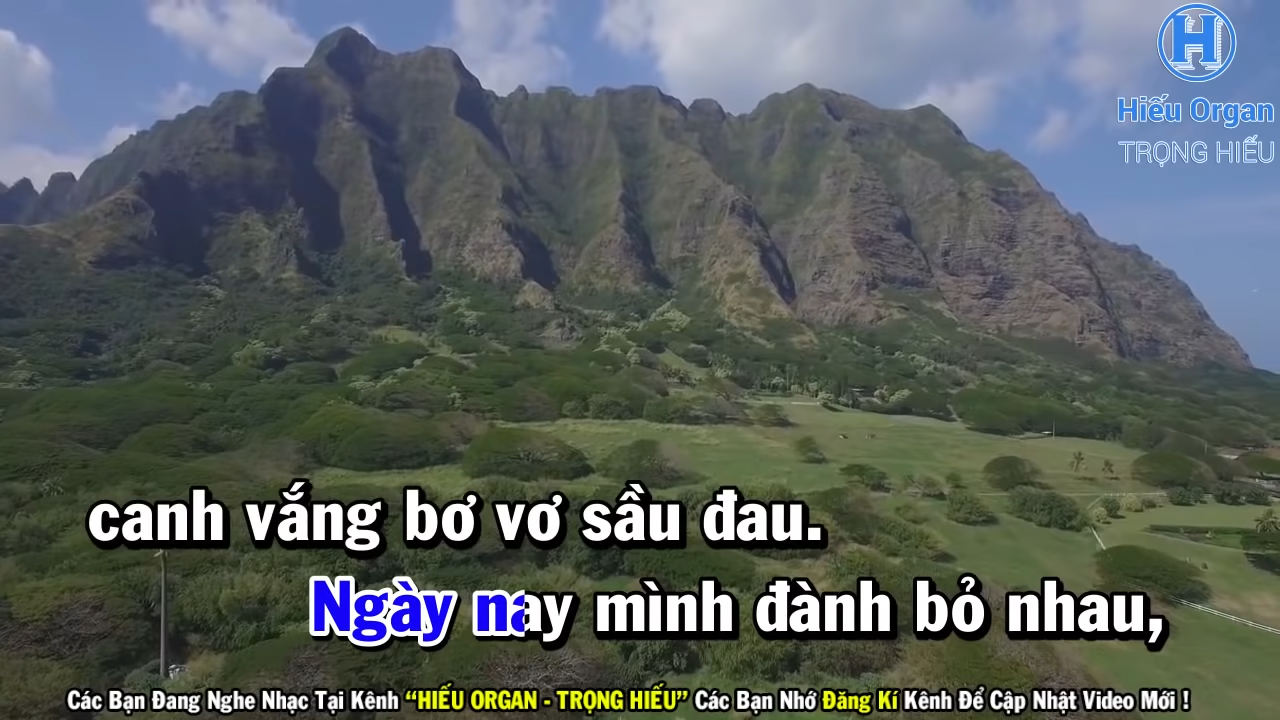 Hiếu Organ
TRỌNG HIẾU
canh vắng bơ vơ sầu đau.
Ngày nay mình đành bỏ nhau,
Các Bạn Đang Nghe Nhạc Tại Kênh “HIẾU ORGAN - TRỌNG HIẾU” Các Bạn Nhớ Đăng Kí Kênh Để Cập Nhật Video Mới !